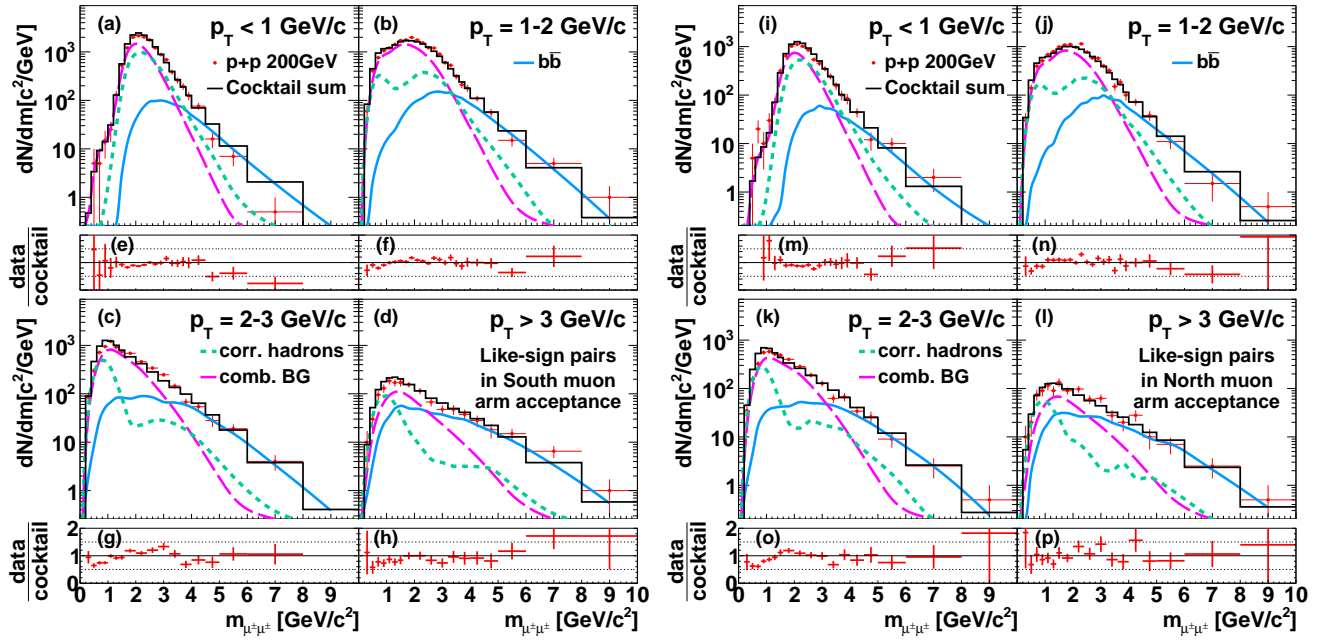 (a) p_T < 1 GeV/c
p+p 200GeV
Cocktail sum
(b) p_T = 1-2 GeV/c
bb̅
dN/dm[c²/GeV]
10³
10²
10
1
(e)
(f)
data
cocktail
(c) p_T = 2-3 GeV/c
corr. hadrons
comb. BG
(d) p_T > 3 GeV/c
Like-sign pairs
in South muon
arm acceptance
dN/dm[c²/GeV]
10³
10²
10
1
(g)
(h)
data
cocktail
2
1
0
0 1 2 3 4 5 6 7 8 9 0 1 2 3 4 5 6 7 8 9 10
m_μ±μ± [GeV/c²]
m_μ±μ± [GeV/c²]
(i) p_T < 1 GeV/c
p+p 200GeV
Cocktail sum
(j) p_T = 1-2 GeV/c
bb̅
dN/dm[c²/GeV]
10³
10²
10
1
(m)
(n)
data
cocktail
(k) p_T = 2-3 GeV/c
corr. hadrons
comb. BG
(l) p_T > 3 GeV/c
Like-sign pairs
in North muon
arm acceptance
dN/dm[c²/GeV]
10³
10²
10
1
(o)
(p)
data
cocktail
2
1
0
0 1 2 3 4 5 6 7 8 9 0 1 2 3 4 5 6 7 8 9 10
m_μ±μ± [GeV/c²]
m_μ±μ± [GeV/c²]